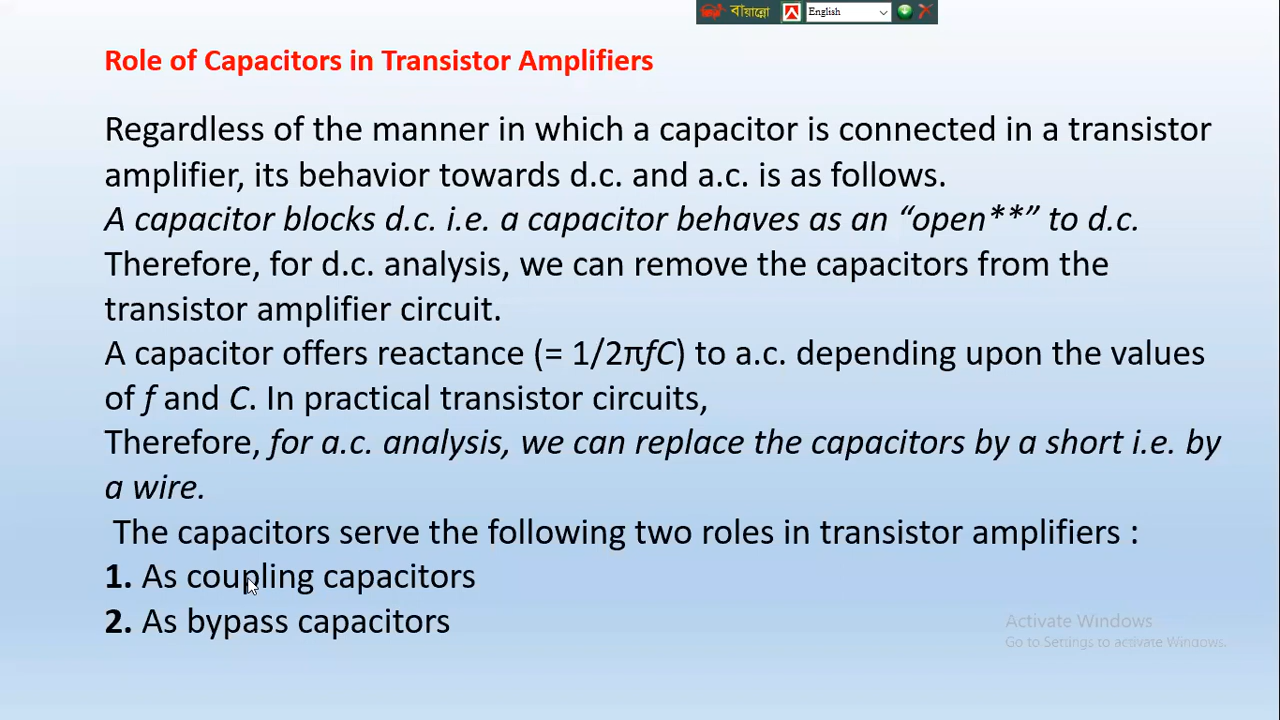 বায়ান্নো
English
Role of Capacitors in Transistor Amplifiers
Regardless of the manner in which a capacitor is connected in a transistor
amplifier, its behavior towards d.c. and a.c. is as follows.
A capacitor blocks d.c. i.e. a capacitor behaves as an “open**” to d.c.
Therefore, for d.c. analysis, we can remove the capacitors from the
transistor amplifier circuit.
A capacitor offers reactance (= 1/2πfC) to a.c. depending upon the values
of f and C. In practical transistor circuits,
Therefore, for a.c. analysis, we can replace the capacitors by a short i.e. by
a wire.
The capacitors serve the following two roles in transistor amplifiers :
1. As coupling capacitors
2. As bypass capacitors
Activate Windows
Go to Settings to activate Windows.